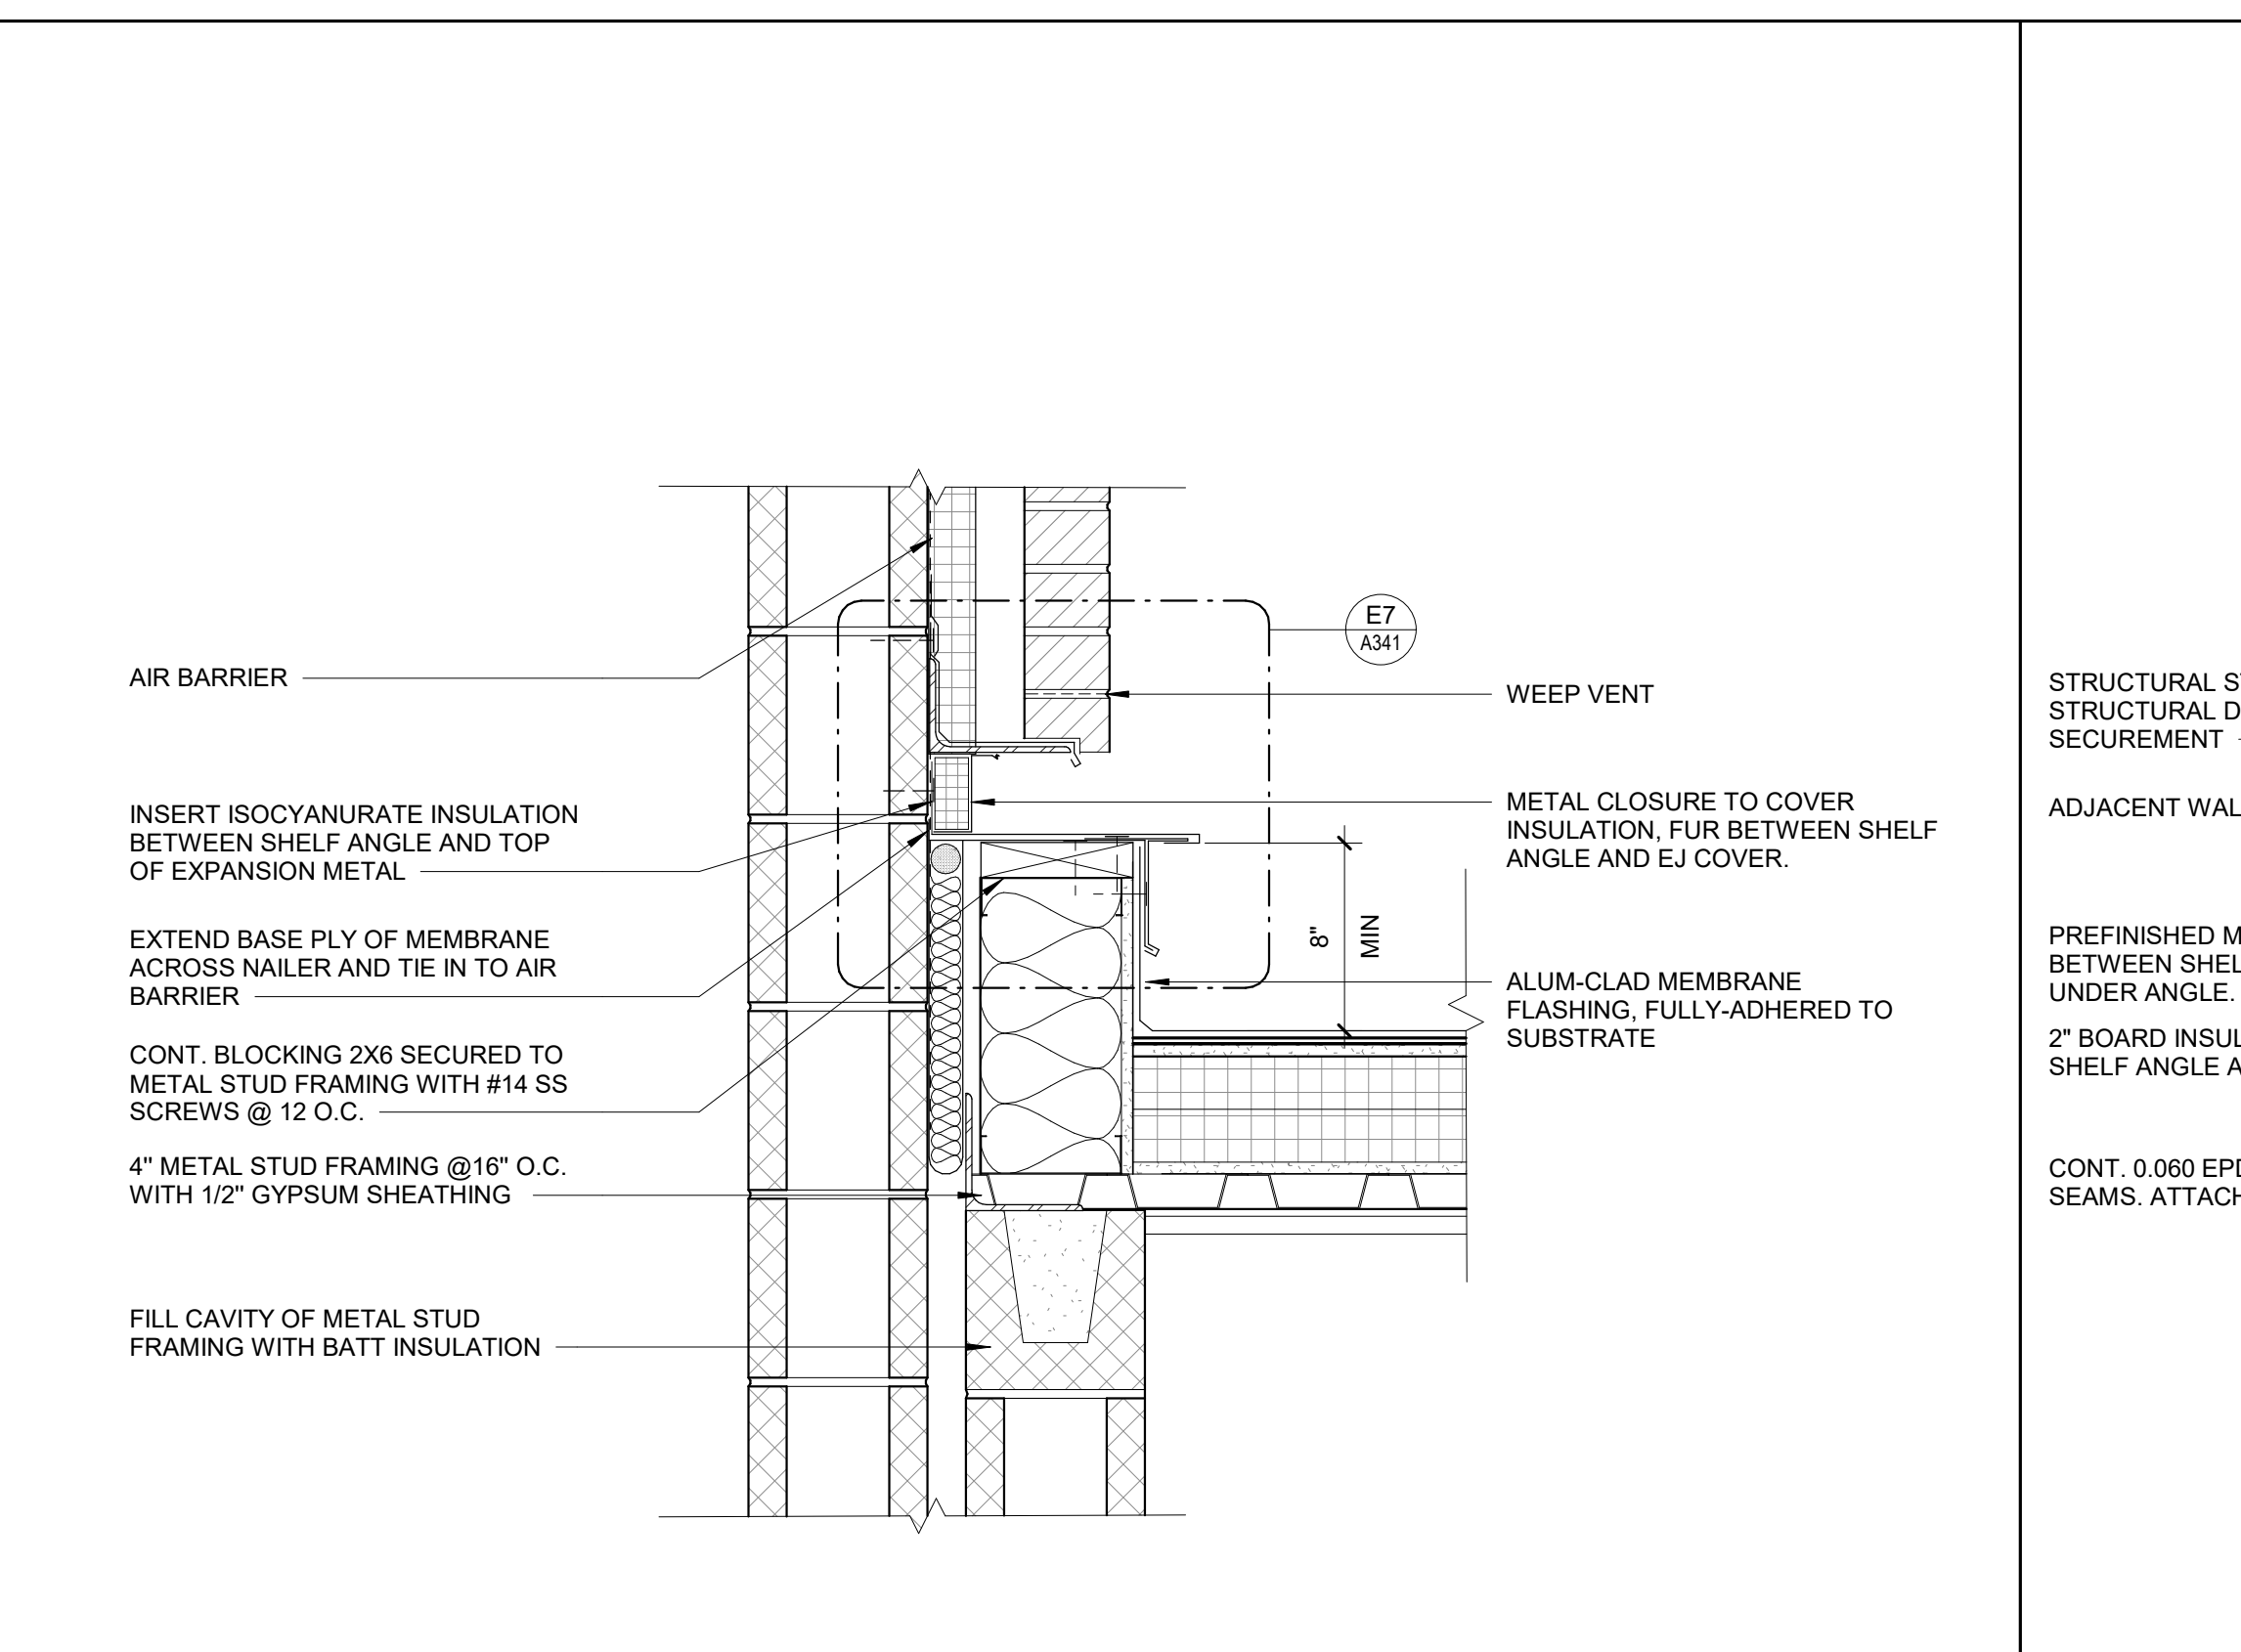 AIR BARRIER
INSERT ISOCYANURATE INSULATION
BETWEEN SHELF ANGLE AND TOP
OF EXPANSION METAL
EXTEND BASE PLY OF MEMBRANE
ACROSS NAILER AND TIE IN TO AIR
BARRIER
CONT. BLOCKING 2X6 SECURED TO
METAL STUD FRAMING WITH #14 SS
SCREWS @ 12 O.C.
4" METAL STUD FRAMING @16" O.C.
WITH 1/2" GYPSUM SHEATHING
FILL CAVITY OF METAL STUD
FRAMING WITH BATT INSULATION
E7
A341
WEEP VENT
METAL CLOSURE TO COVER
INSULATION, FUR BETWEEN SHELF
ANGLE AND EJ COVER.
8"
MIN
ALUM-CLAD MEMBRANE
FLASHING, FULLY-ADHERED TO
SUBSTRATE
STRUCTURAL
STRUCTURAL
SECUREMENT
ADJACENT
PREFINISHED
BETWEEN
UNDER ANGLE.
2" BOARD
SHELF ANGLE
CONT. 0.060
SEAMS.